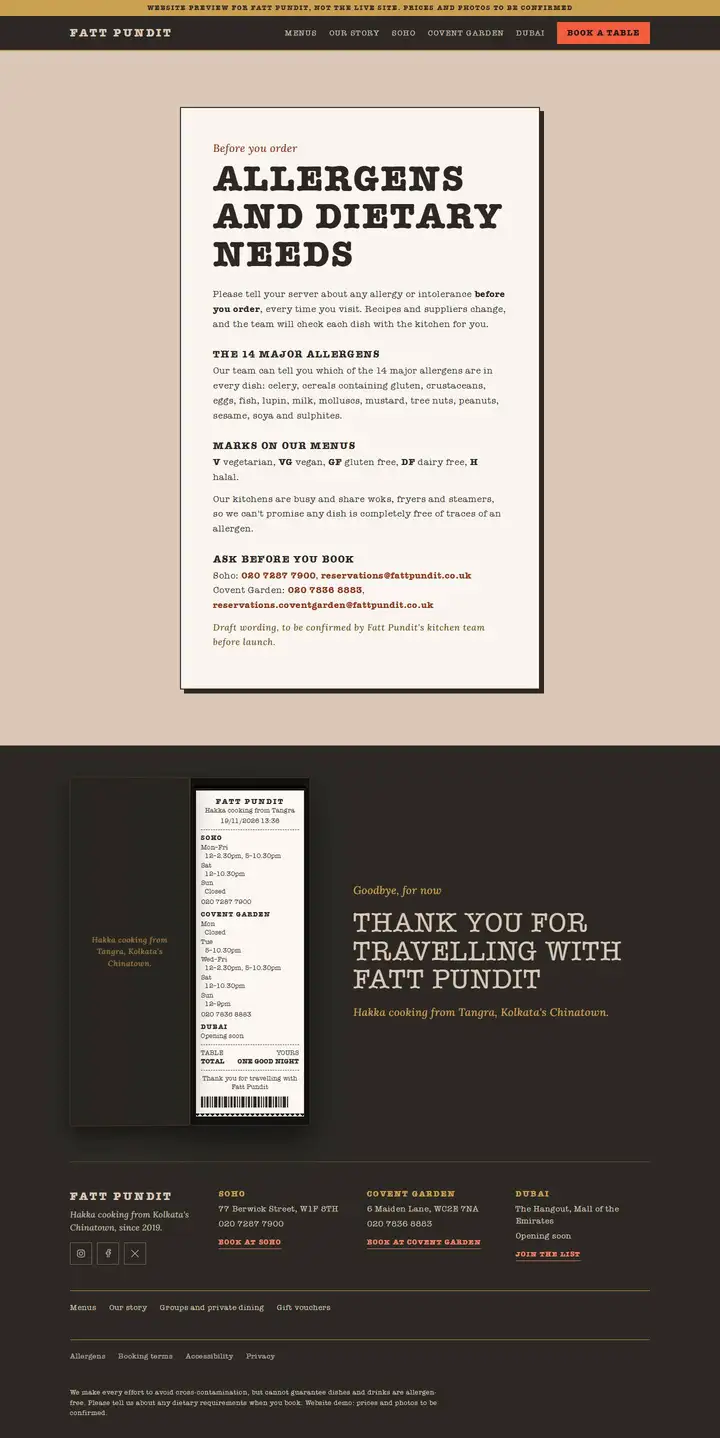 WEBSITE PREVIEW FOR FATT PUNDIT, NOT THE LIVE SITE. PRICES AND PHOTOS TO BE CONFIRMED
FATT PUNDIT
MENUS OUR STORY SOHO COVENT GARDEN DUBAI BOOK A TABLE
Before you order
ALLERGENS
AND DIETARY
NEEDS
Please tell your server about any allergy or intolerance before
you order, every time you visit. Recipes and suppliers change,
and the team will check each dish with the kitchen for you.
THE 14 MAJOR ALLERGENS
Our team can tell you which of the 14 major allergens are in
every dish: celery, cereals containing gluten, crustaceans,
eggs, fish, lupin, milk, molluscs, mustard, tree nuts, peanuts,
sesame, soya and sulphites.
MARKS ON OUR MENUS
V vegetarian, VG vegan, GF gluten free, DF dairy free, H
halal.
Our kitchens are busy and share woks, fryers and steamers,
so we can't promise any dish is completely free of traces of an
allergen.
ASK BEFORE YOU BOOK
Soho: 020 7287 7900, reservations@fattpundit.co.uk
Covent Garden: 020 7836 8883,
reservations.coventgarden@fattpundit.co.uk
Draft wording, to be confirmed by Fatt Pundit's kitchen team
before launch.
Hakka cooking from
Tangra, Kolkata's
Chinatown.
FATT PUNDIT
Hakka cooking from Tangra
19/11/2026 13:36
SOHO
Mon-Fri
12-2.30pm, 5-10.30pm
Sat
12-10.30pm
Sun
Closed
020 7287 7900
COVENT GARDEN
Mon
Closed
Tue
5-10.30pm
Wed-Fri
12-2.30pm, 5-10.30pm
Sat
12-10.30pm
Sun
12-9pm
020 7836 8883
DUBAI
Opening soon
TABLE YOURS
TOTAL ONE GOOD NIGHT
Thank you for travelling with
Fatt Pundit
Goodbye, for now
THANK YOU FOR
TRAVELLING WITH
FATT PUNDIT
Hakka cooking from Tangra, Kolkata's Chinatown.
FATT PUNDIT
Hakka cooking from Kolkata's
Chinatown, since 2019.
SOHO
77 Berwick Street, W1F 8TH
020 7287 7900
BOOK AT SOHO
COVENT GARDEN
6 Maiden Lane, WC2E 7NA
020 7836 8883
BOOK AT COVENT GARDEN
DUBAI
The Hangout, Mall of the
Emirates
Opening soon
JOIN THE LIST
Menus Our story Groups and private dining Gift vouchers
Allergens Booking terms Accessibility Privacy
We make every effort to avoid cross-contamination, but cannot guarantee dishes and drinks are allergen-
free. Please tell us about any dietary requirements when you book. Website demo: prices and photos to be
confirmed.